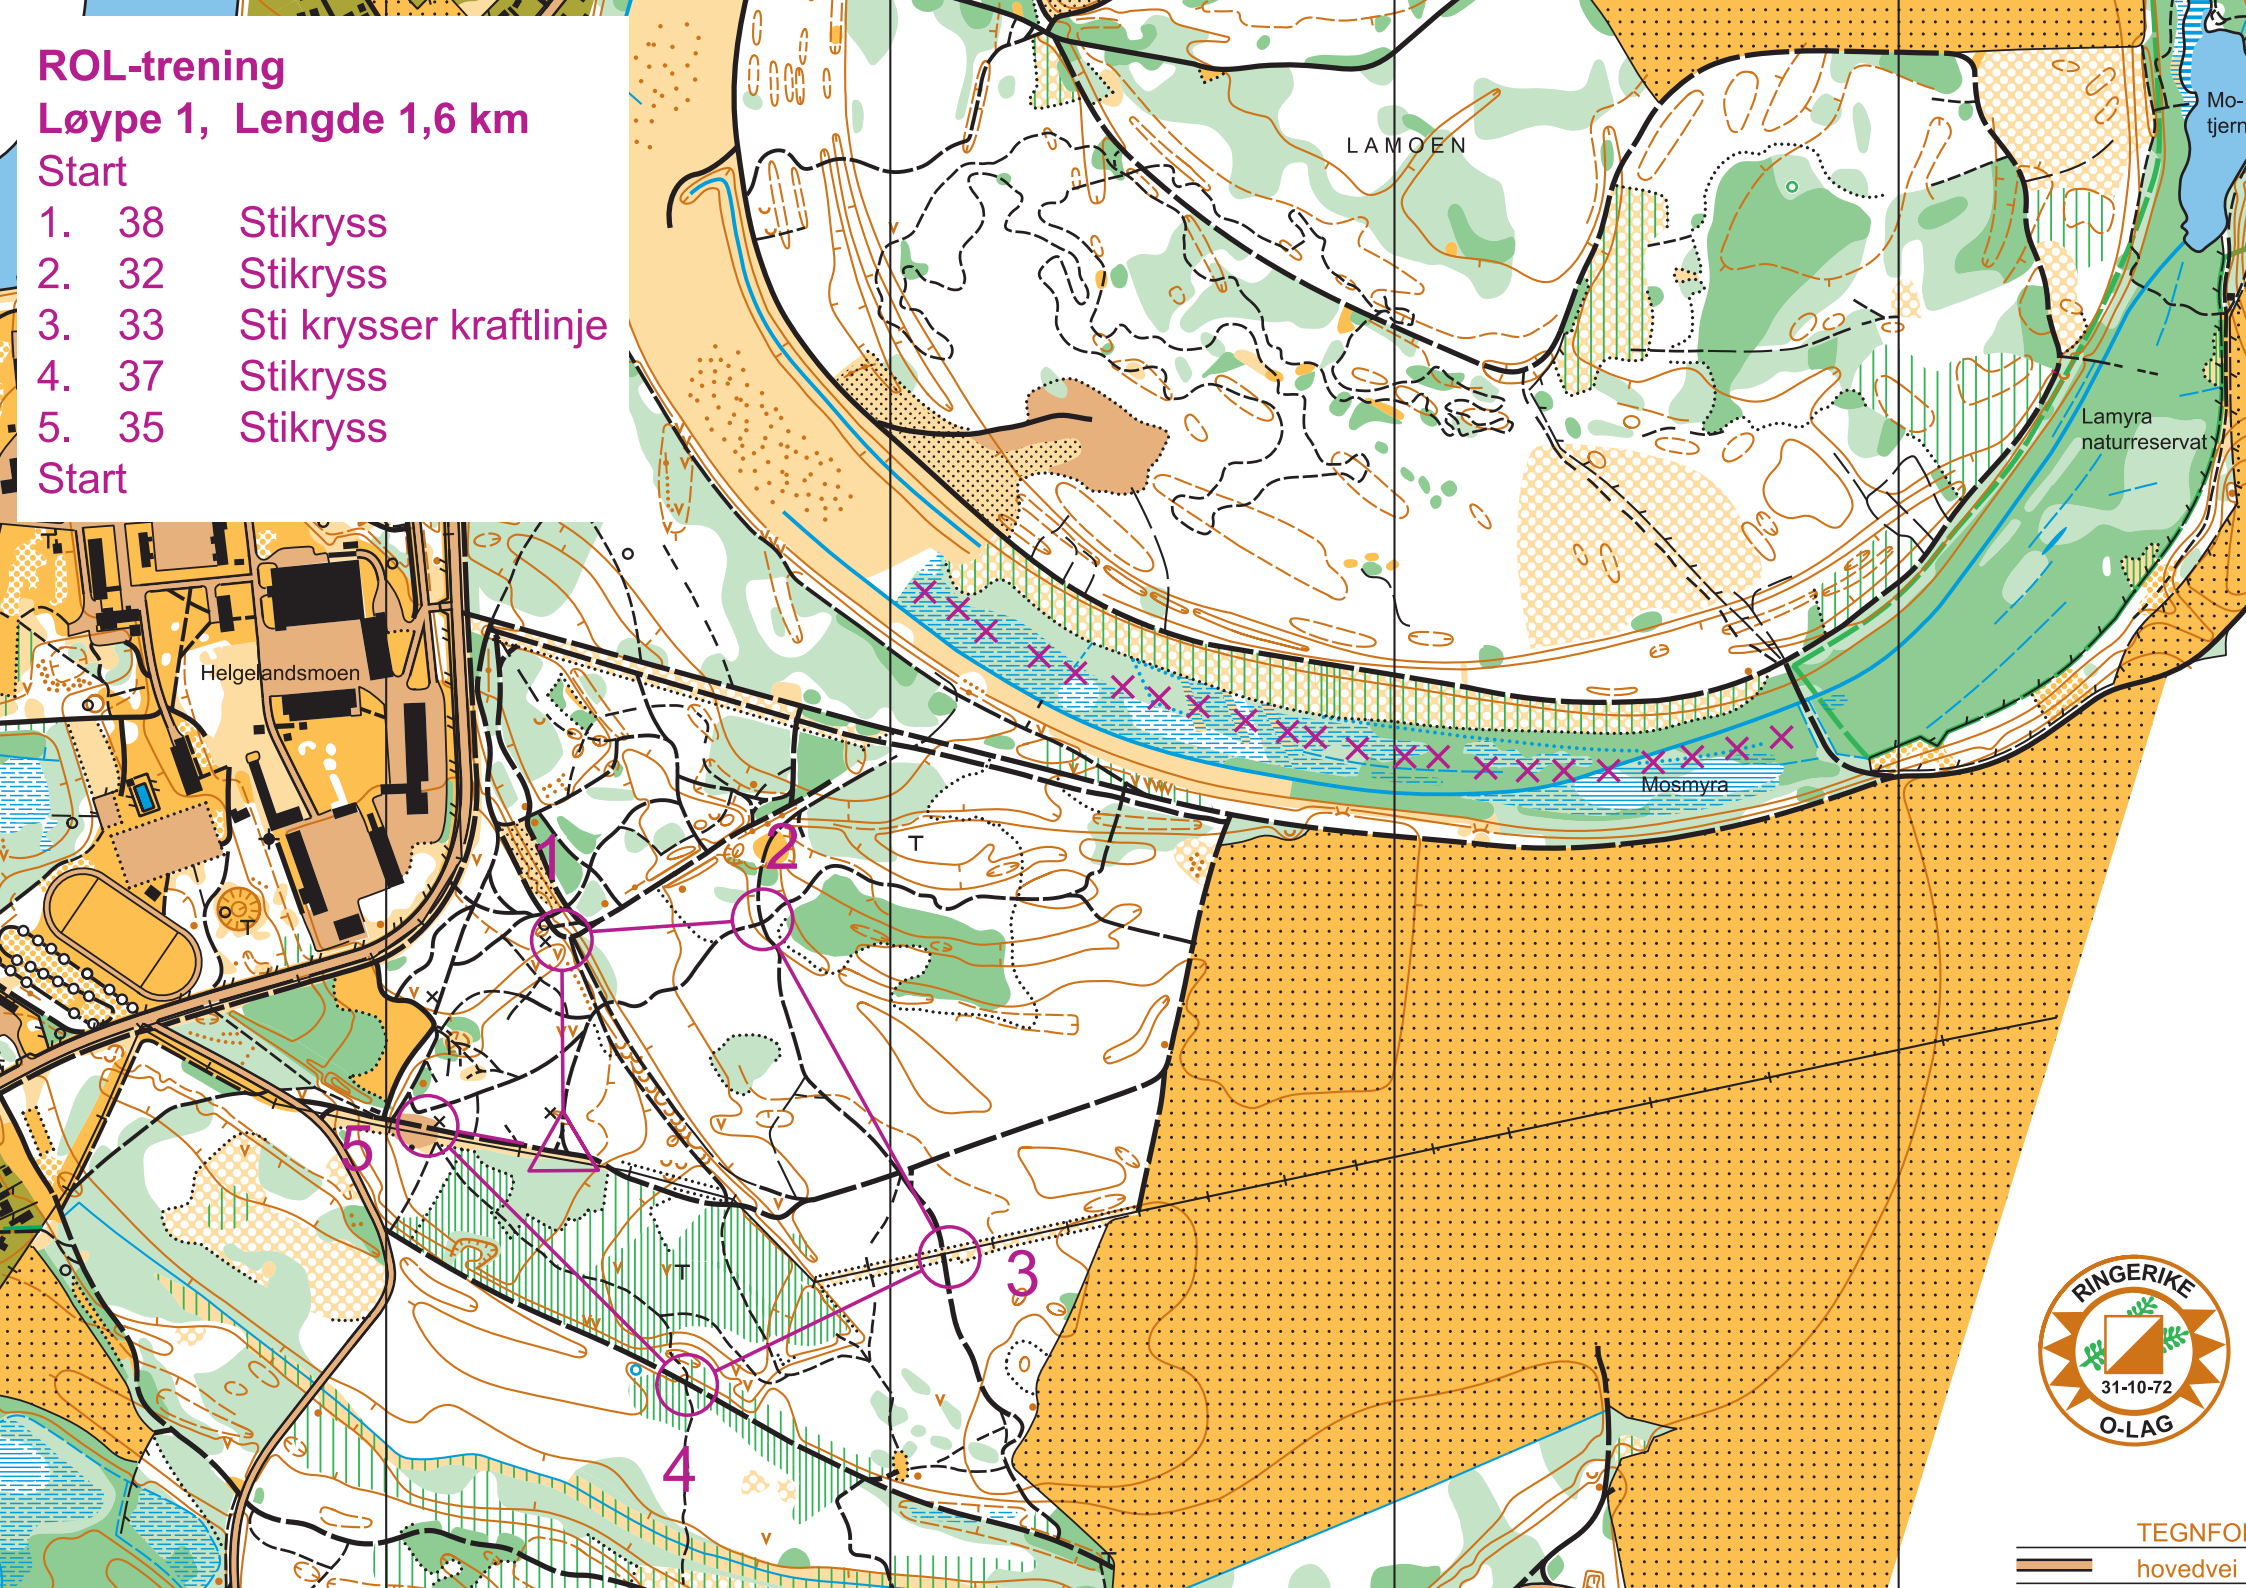 ROL-trening
Løype 1, Lengde 1,6 km
Start
1. 38 Stikryss
2. 32 Stikryss
3. 33 Sti krysser kraftlinje
4. 37 Stikryss
5. 35 Stikryss
Start
LAMOEN
Mo-
tjern
Lamyra
naturreservat
Helgelandsmoen
Mosmyra
1
2
T
T
5
T
3
4
RINGERIKE
31-10-72
O-LAG
TEGNFO
hovedvei